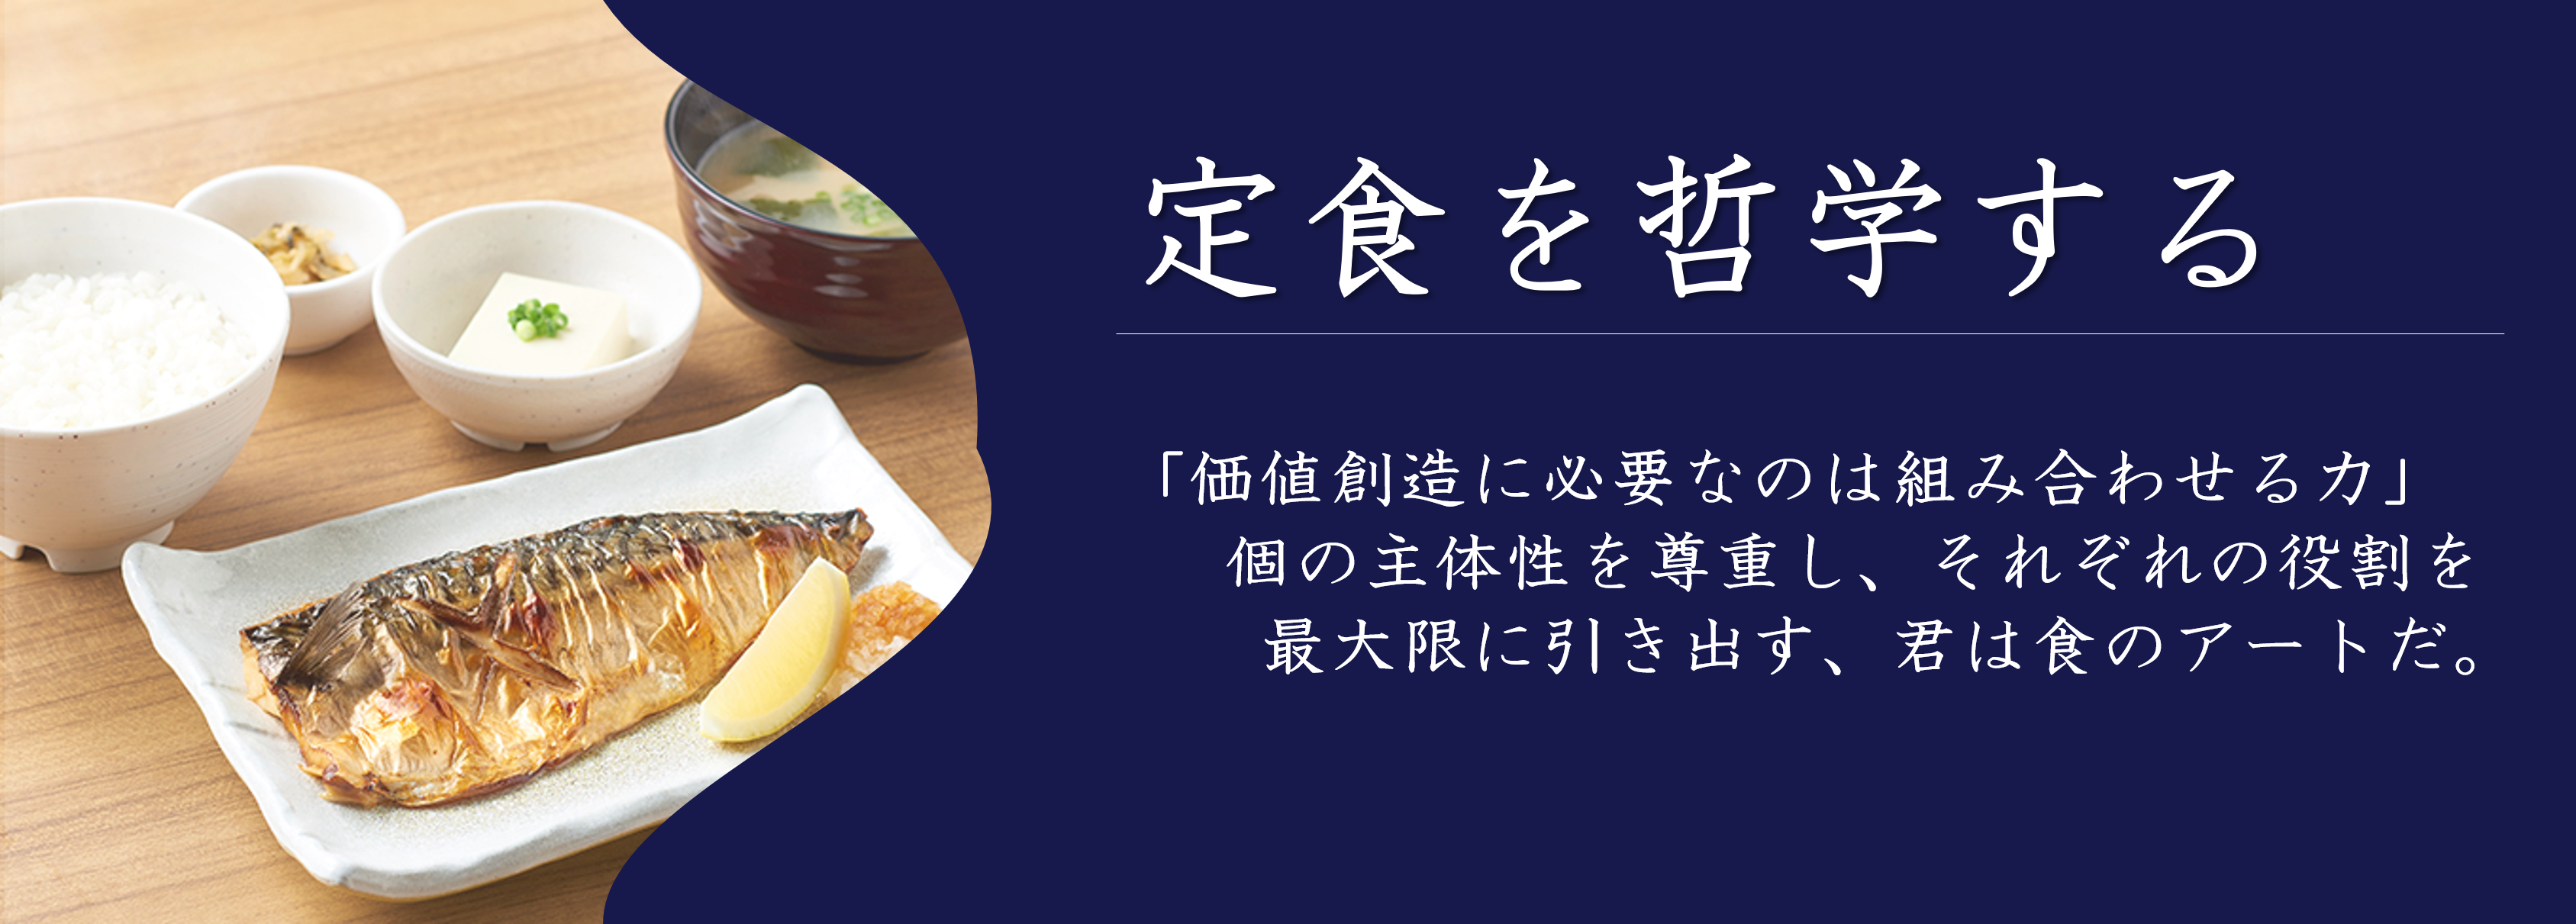 定食を哲学する
「価値創造に必要なのは組み合わせる力」
個の主体性を尊重し、それぞれの役割を
最大限に引き出す、君は食のアートだ。